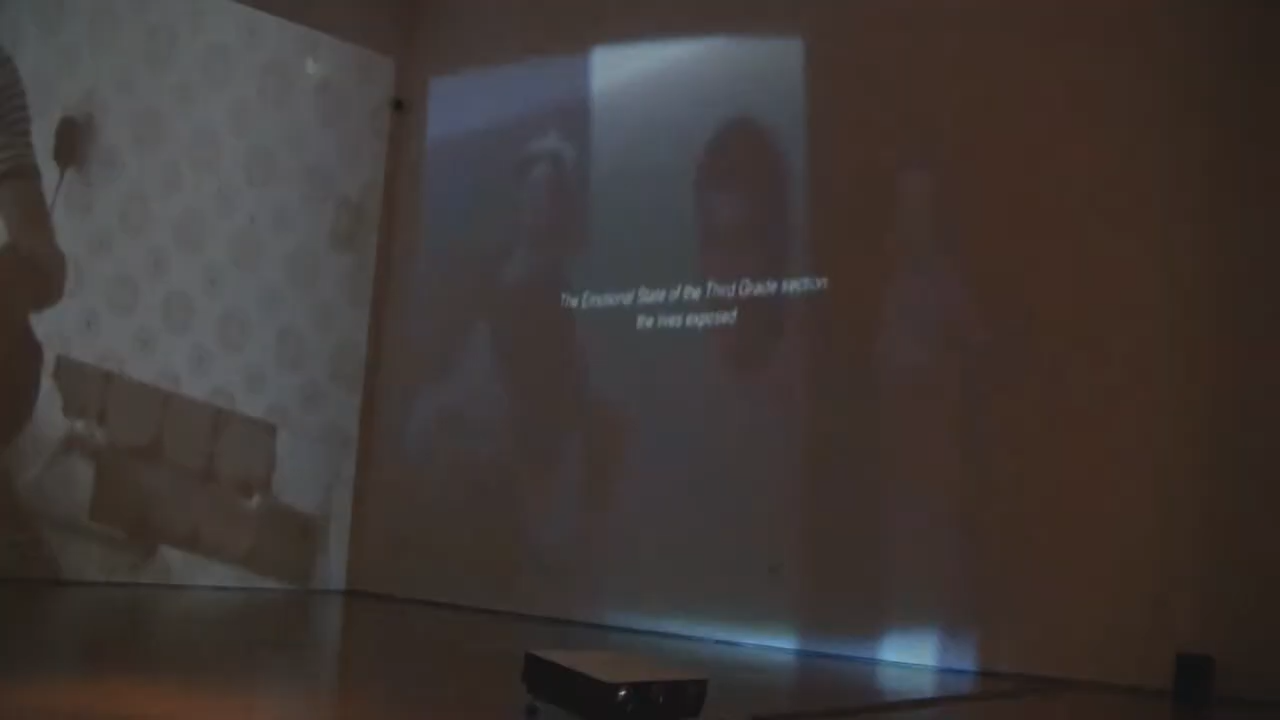 The Emotional State of the Third Grade section
the lives exposed